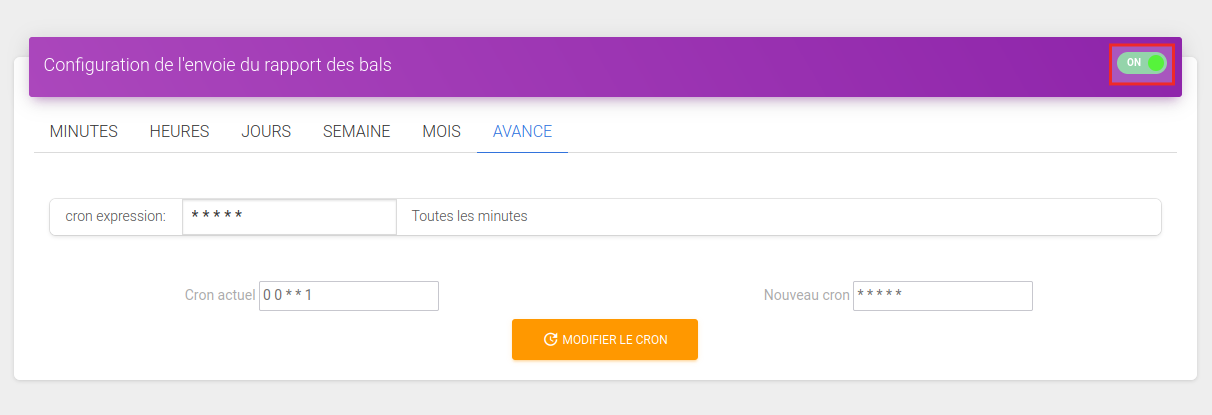 Configuration de l'envoie du rapport des bals
ON
MINUTES HEURES JOURS SEMAINE MOIS AVANCE
cron expression: * * * * * Toutes les minutes
Cron actuel 0 0 * * 1 Nouveau cron * * * * *
MODIFIER LE CRON